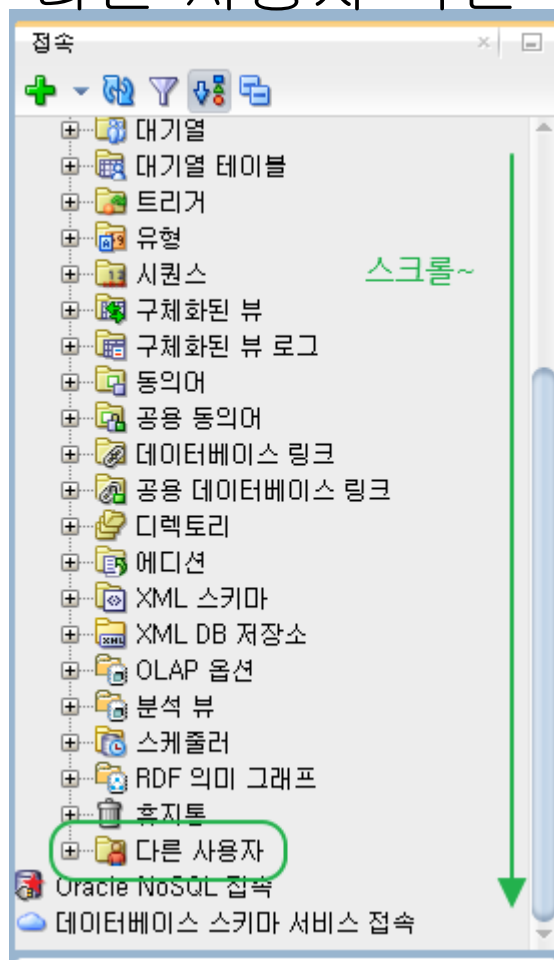 다른 사용자
접속
대기열
대기열 테이블
트리거
유형
시퀀스
스크롤~
구체화된 뷰
구체화된 뷰 로그
동의어
공용 동의어
데이터베이스 링크
공용 데이터베이스 링크
디렉토리
에디션
XML 스키마
XML DB 저장소
OLAP 옵션
분석 뷰
스케줄러
RDF 의미 그래프
휴지통
다른 사용자
Oracle NoSQL 접속
데이터베이스 스키마 서비스 접속